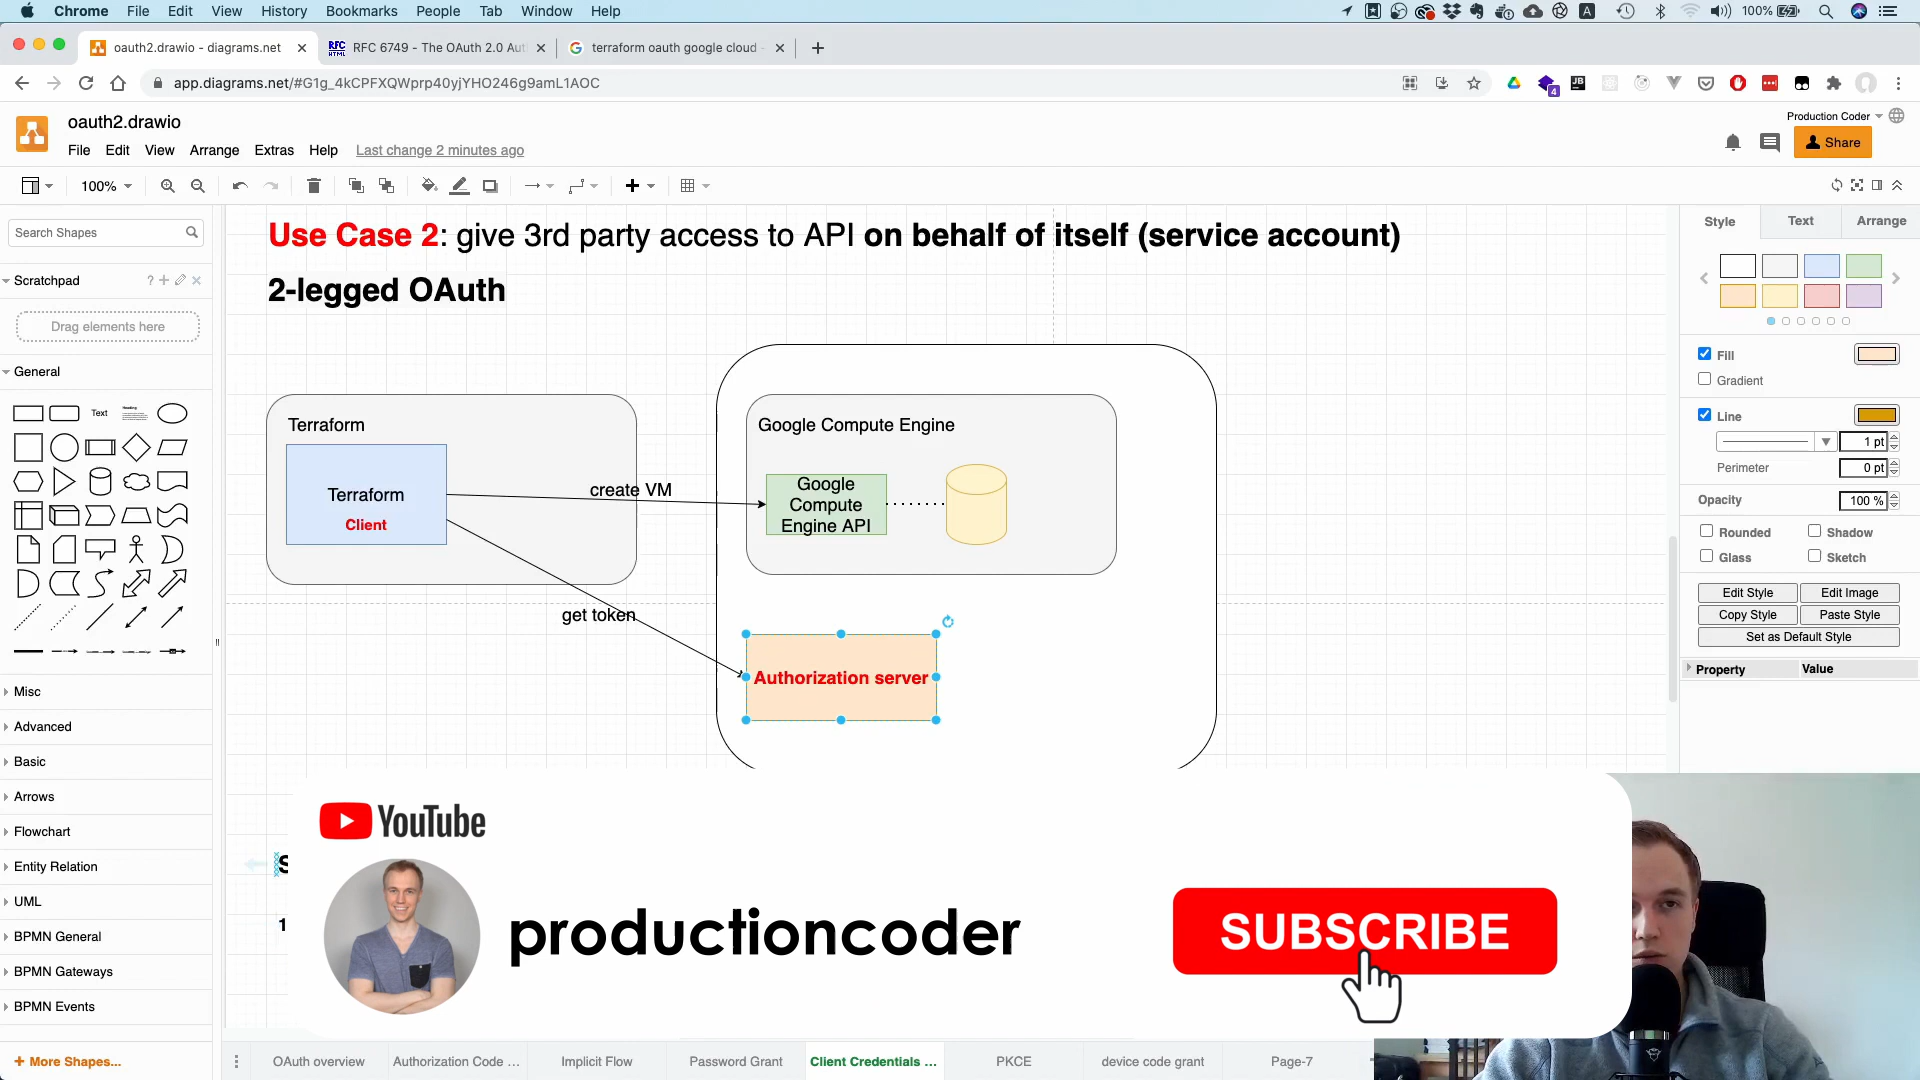 Chrome File Edit View History Bookmarks People Tab Window Help 100%
oauth2.drawio - diagrams.net
RFC 6749 - The OAuth 2.0 Aut
terraform oauth google cloud -
app.diagrams.net/#G1g_4kCPFXQWprp40yjYHO246g9amL1AOC
oauth2.drawio
Production Coder
File Edit View Arrange Extras Help Last change 2 minutes ago
Share
100%
Search Shapes
Scratchpad
Drag elements here
General
Text
Heading
Misc
Advanced
Basic
Arrows
Flowchart
Entity Relation
UML
BPMN General
BPMN Gateways
BPMN Events
+ More Shapes...
Use Case 2: give 3rd party access to API on behalf of itself (service account)
2-legged OAuth
Terraform
Terraform
Client
create VM
get token
Google Compute Engine
Google
Compute
Engine API
Authorization server
S
1
YouTube
productioncoder
SUBSCRIBE
OAuth overview
Authorization Code ...
Implicit Flow
Password Grant
Client Credentials ...
PKCE
device code grant
Page-7
Style Text Arrange
Fill
Gradient
Line
1 pt
Perimeter 0 pt
Opacity 100 %
Rounded Shadow
Glass Sketch
Edit Style Edit Image
Copy Style Paste Style
Set as Default Style
Property Value